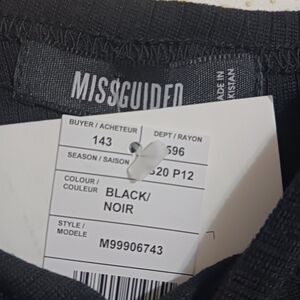 MISSGUIDED
MADE IN
BUYER / ACHETEUR
143
DEPT / RAYON
596
SEASON / SAISON
S20 P12
COLOUR /
COULEUR
BLACK/
NOIR
STYLE /
MODELE
M99906743